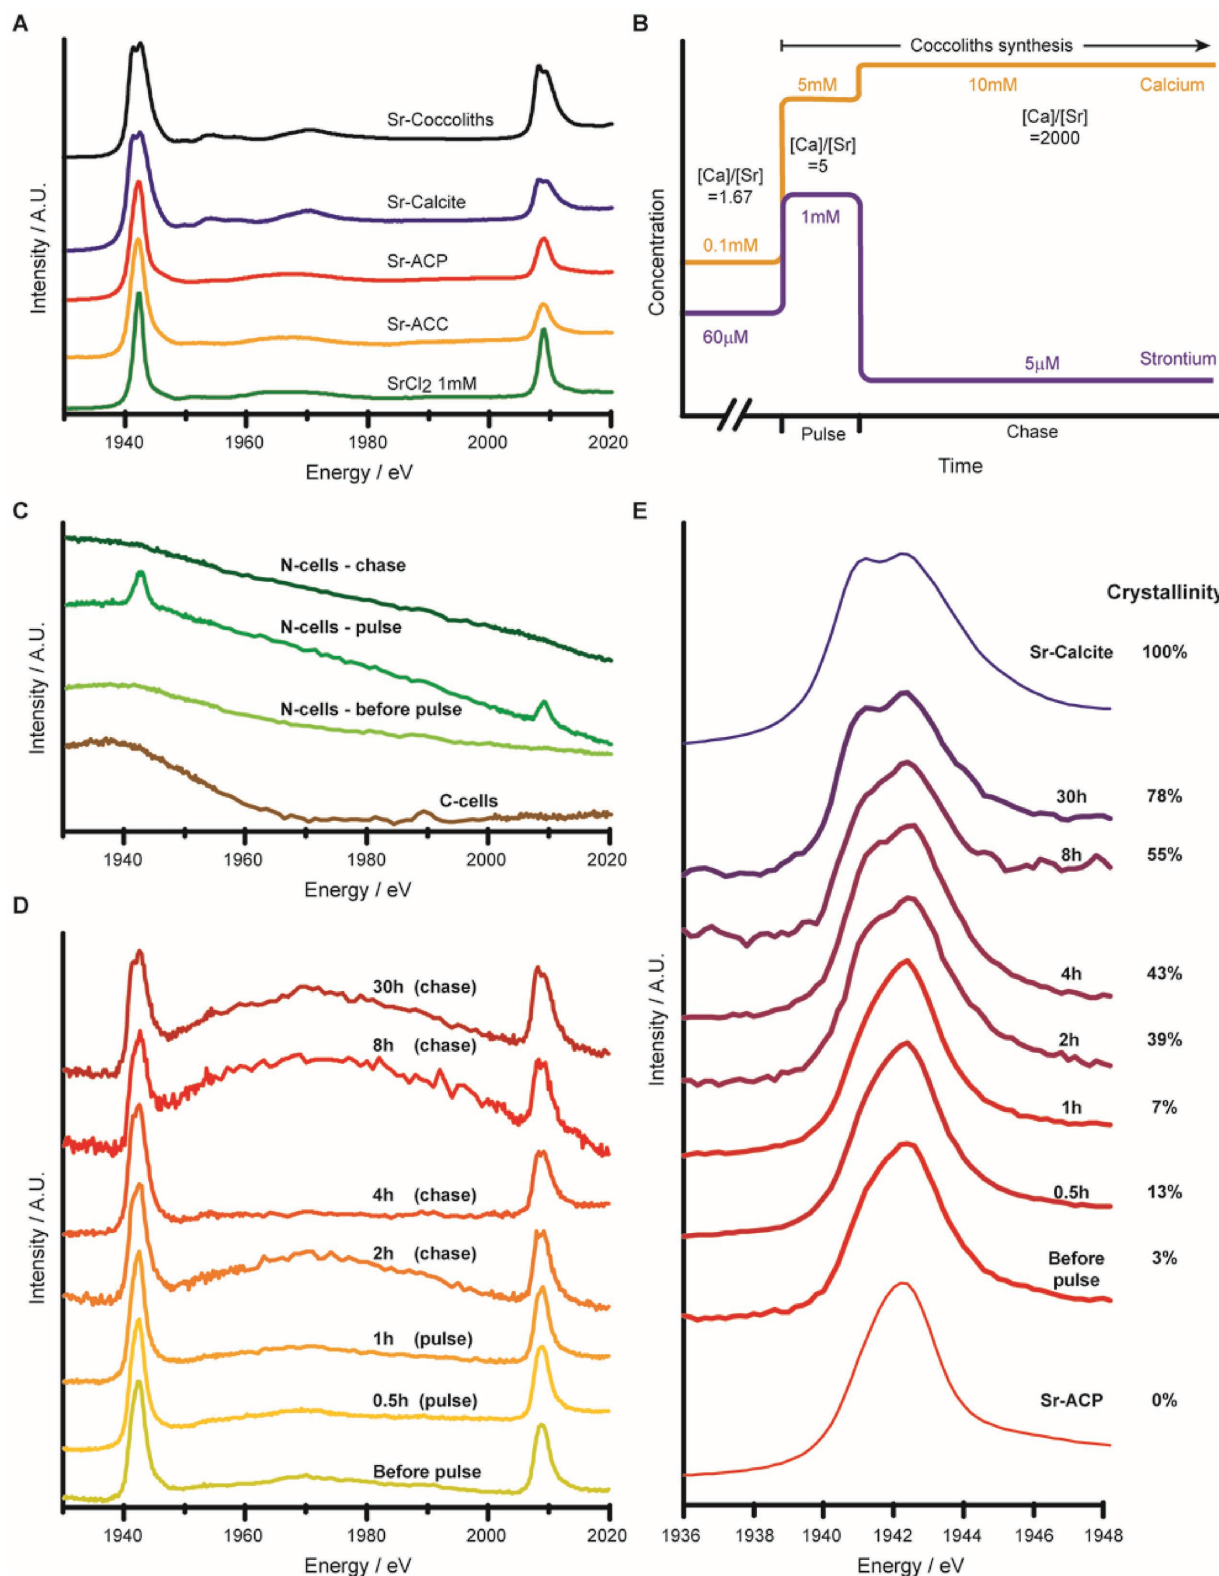 A
Intensity / A.U.
Sr-Coccoliths
Sr-Calcite
Sr-ACP
Sr-ACC
SrCl2 1mM
1940 1960 1980 2000 2020
Energy / eV
B
Concentration
Coccoliths synthesis
5mM 10mM Calcium
[Ca]/[Sr]
=1.67
[Ca]/[Sr]
=5
[Ca]/[Sr]
=2000
0.1mM
1mM
60µM
5µM Strontium
Pulse Chase
Time
C
Intensity / A.U.
N-cells - chase
N-cells - pulse
N-cells - before pulse
C-cells
1940 1960 1980 2000 2020
Energy / eV
D
Intensity / A.U.
30h (chase)
8h (chase)
4h (chase)
2h (chase)
1h (pulse)
0.5h (pulse)
Before pulse
1940 1960 1980 2000 2020
Energy / eV
E
Intensity / A.U.
Crystallinity
Sr-Calcite 100%
30h 78%
8h 55%
4h 43%
2h 39%
1h 7%
0.5h 13%
Before
pulse 3%
Sr-ACP 0%
1936 1938 1940 1942 1944 1946 1948
Energy / eV